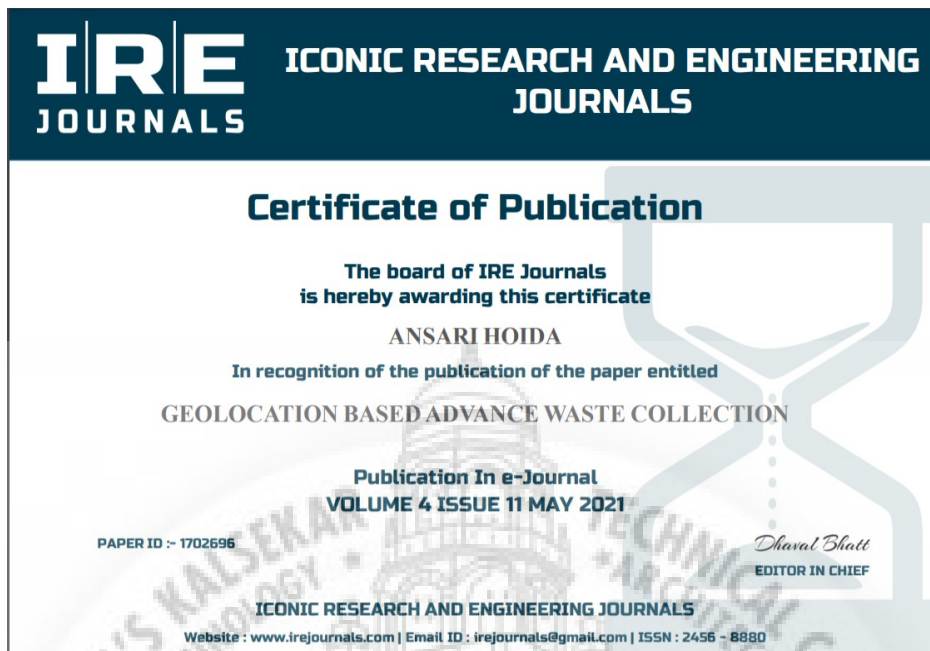 I|R|E
JOURNALS
ICONIC RESEARCH AND ENGINEERING
JOURNALS
Certificate of Publication
The board of IRE Journals
is hereby awarding this certificate
ANSARI HOIDA
In recognition of the publication of the paper entitled
GEOLOCATION BASED ADVANCE WASTE COLLECTION
Publication In e-Journal
VOLUME 4 ISSUE 11 MAY 2021
PAPER ID :- 1702696
Dhaval Bhatt
EDITOR IN CHIEF
ICONIC RESEARCH AND ENGINEERING JOURNALS
Website : www.irejournals.com | Email ID : irejournals@gmail.com | ISSN : 2456 - 8880